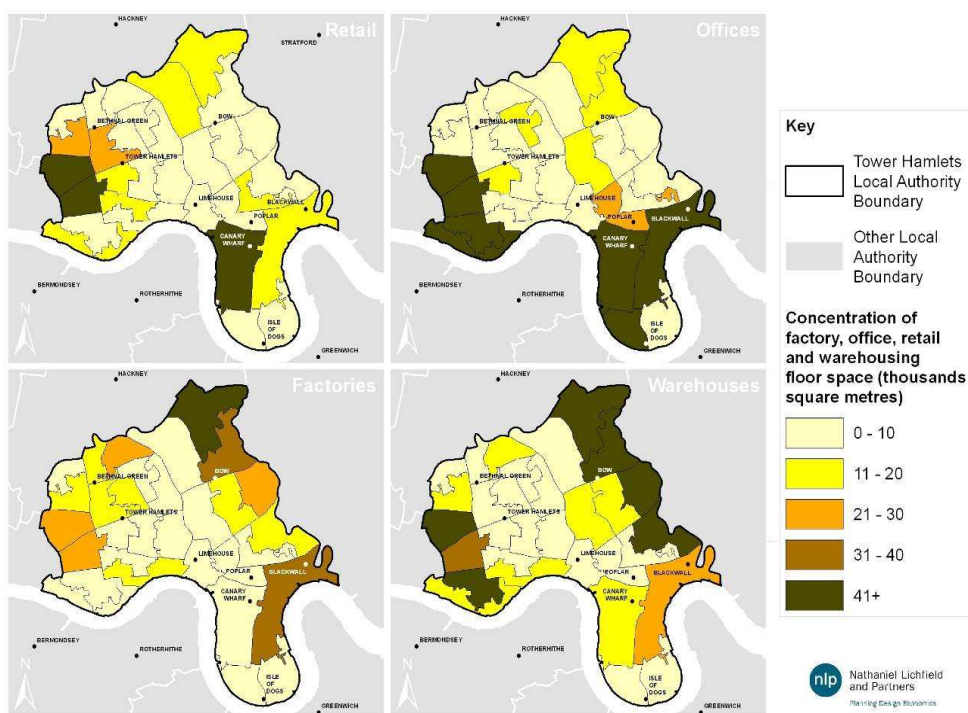 Retail
HACKNEY
STRATFORD
BETHNAL GREEN
BOW
TOWER HAMLETS
LIMEHOUSE
BLACKWALL
POPLAR
CANARY
WHARF
BERMONDSEY
ROTHERHITHE
ISLE
OF
DOGS
GREENWICH
N
Offices
HACKNEY
BOW
BETHNAL GREEN
TOWER HAMLETS
LIMEHOUSE
BLACKWALL
POPLAR
CANARY
WHARF
BERMONDSEY
ROTHERHITHE
ISLE
OF
DOGS
GREENWICH
N
Factories
HACKNEY
BOW
BETHNAL GREEN
TOWER HAMLETS
LIMEHOUSE
BLACKWALL
POPLAR
CANARY
WHARF
BERMONDSEY
ROTHERHITHE
ISLE
OF
DOGS
GREENWICH
N
Warehouses
HACKNEY
BOW
BETHNAL GREEN
TOWER HAMLETS
LIMEHOUSE
BLACKWALL
POPLAR
CANARY
WHARF
BERMONDSEY
ROTHERHITHE
ISLE
OF
DOGS
GREENWICH
N
Key
Tower Hamlets
Local Authority
Boundary
Other Local
Authority
Boundary
Concentration of
factory, office, retail
and warehousing
floor space (thousands
square metres)
0 - 10
11 - 20
21 - 30
31 - 40
41+
nlp
Nathaniel Lichfield
and Partners
Planning Design Economics